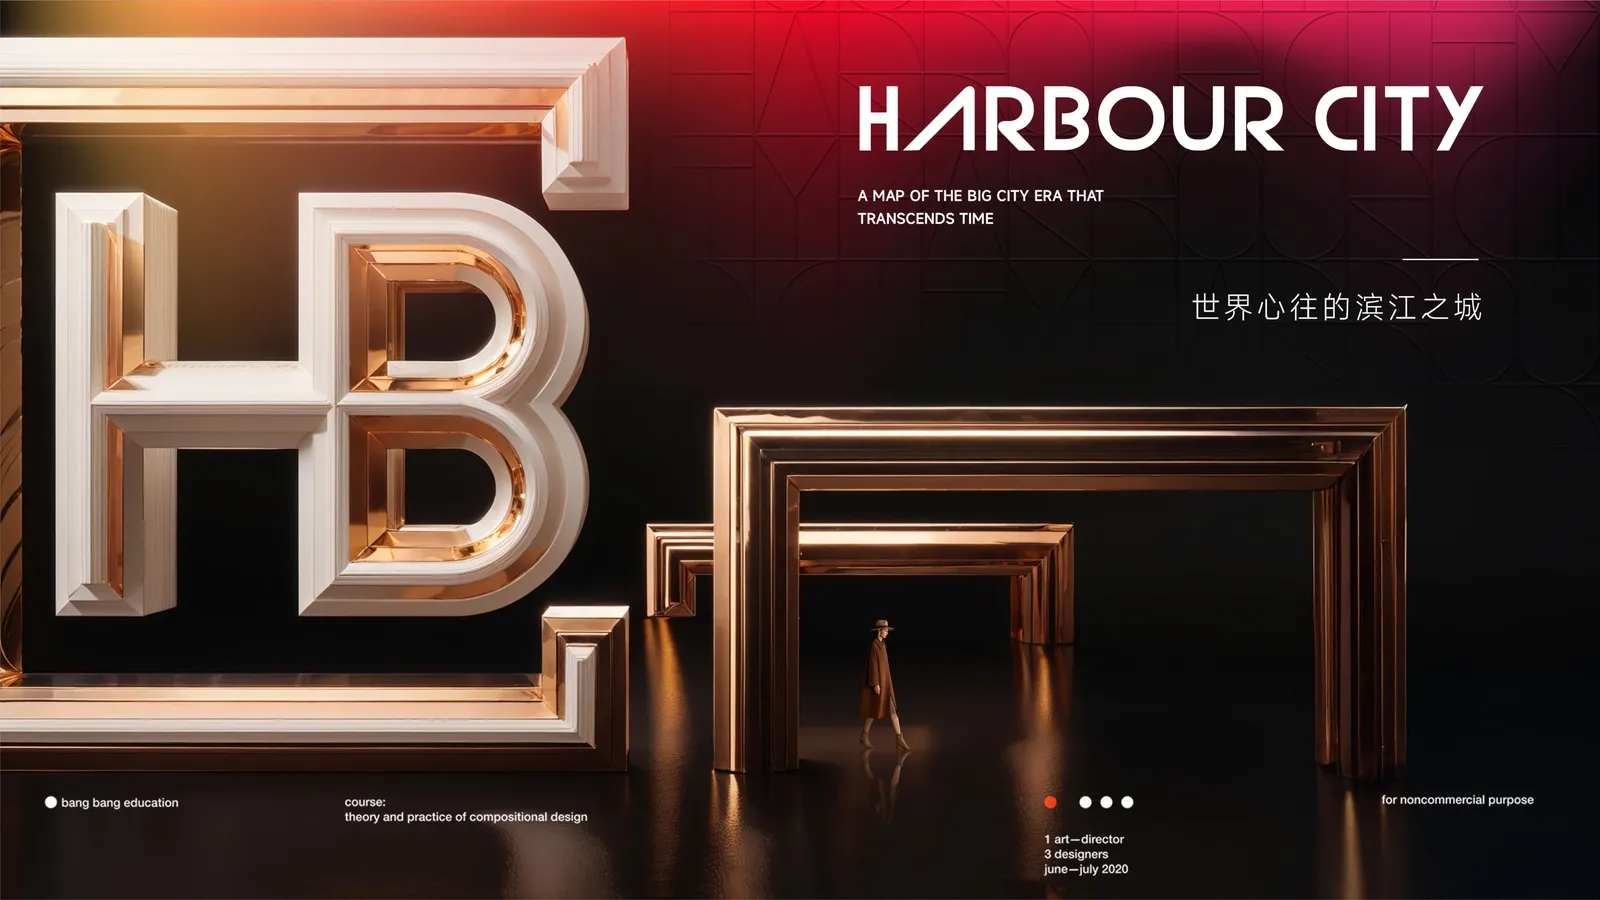 HB
HARBOUR CITY
A MAP OF THE BIG CITY ERA THAT
TRANSCENDS TIME
世界心往的滨江之城
bang bang education
course:
theory and practice of compositional design
1 art—director
3 designers
june—july 2020
for noncommercial purpose